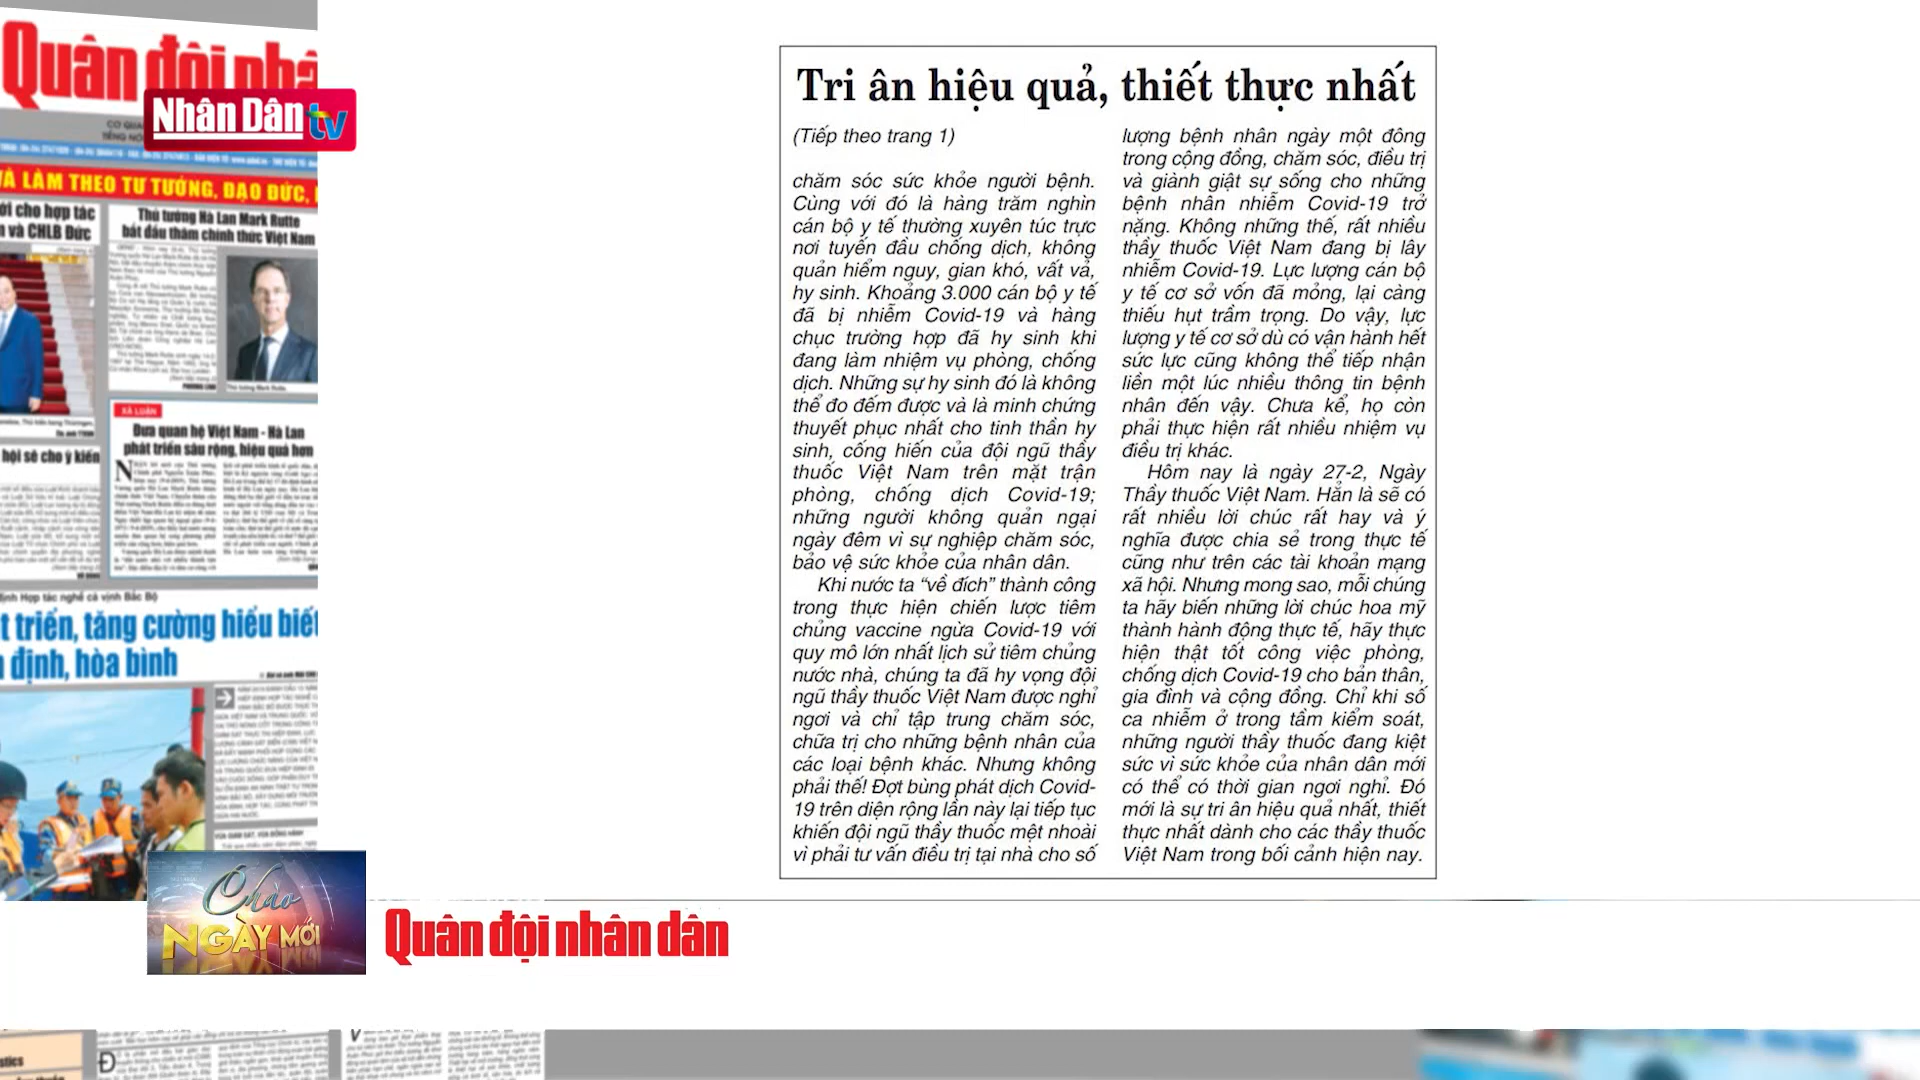 Quân đội nhâ
Nhân Dân tv
VÀ LÀM THEO TƯ TƯỞNG, ĐẠO ĐỨC,
ới cho hợp tác
n và CHLB Đức
Thủ tướng Hà Lan Mark Rutte
bắt đầu thăm chính thức Việt Nam
XÃ LUẬN
Đưa quan hệ Việt Nam - Hà Lan
phát triển sâu rộng, hiệu quả hơn
hội sẽ cho ý kiến
định Hợp tác nghề cá vịnh Bắc Bộ
t triển, tăng cường hiểu biết
n định, hòa bình
Tri ân hiệu quả, thiết thực nhất
(Tiếp theo trang 1)
chăm sóc sức khỏe người bệnh.
Cùng với đó là hàng trăm nghìn
cán bộ y tế thường xuyên túc trực
nơi tuyến đầu chống dịch, không
quản hiểm nguy, gian khó, vất vả,
hy sinh. Khoảng 3.000 cán bộ y tế
đã bị nhiễm Covid-19 và hàng
chục trường hợp đã hy sinh khi
đang làm nhiệm vụ phòng, chống
dịch. Những sự hy sinh đó là không
thể đo đếm được và là minh chứng
thuyết phục nhất cho tinh thần hy
sinh, cống hiến của đội ngũ thầy
thuốc Việt Nam trên mặt trận
phòng, chống dịch Covid-19;
những người không quản ngại
ngày đêm vì sự nghiệp chăm sóc,
bảo vệ sức khỏe của nhân dân.
Khi nước ta “về đích” thành công
trong thực hiện chiến lược tiêm
chủng vaccine ngừa Covid-19 với
quy mô lớn nhất lịch sử tiêm chủng
nước nhà, chúng ta đã hy vọng đội
ngũ thầy thuốc Việt Nam được nghỉ
ngơi và chỉ tập trung chăm sóc,
chữa trị cho những bệnh nhân của
các loại bệnh khác. Nhưng không
phải thế! Đợt bùng phát dịch Covid-
19 trên diện rộng lần này lại tiếp tục
khiến đội ngũ thầy thuốc mệt nhoài
vì phải tư vấn điều trị tại nhà cho số
lượng bệnh nhân ngày một đông
trong cộng đồng, chăm sóc, điều trị
và giành giật sự sống cho những
bệnh nhân nhiễm Covid-19 trở
nặng. Không những thế, rất nhiều
thầy thuốc Việt Nam đang bị lây
nhiễm Covid-19. Lực lượng cán bộ
y tế cơ sở vốn đã mỏng, lại càng
thiếu hụt trầm trọng. Do vậy, lực
lượng y tế cơ sở dù có vận hành hết
sức lực cũng không thể tiếp nhận
liền một lúc nhiều thông tin bệnh
nhân đến vậy. Chưa kể, họ còn
phải thực hiện rất nhiều nhiệm vụ
điều trị khác.
Hôm nay là ngày 27-2, Ngày
Thầy thuốc Việt Nam. Hẳn là sẽ có
rất nhiều lời chúc rất hay và ý
nghĩa được chia sẻ trong thực tế
cũng như trên các tài khoản mạng
xã hội. Nhưng mong sao, mỗi chúng
ta hãy biến những lời chúc hoa mỹ
thành hành động thực tế, hãy thực
hiện thật tốt công việc phòng,
chống dịch Covid-19 cho bản thân,
gia đình và cộng đồng. Chỉ khi số
ca nhiễm ở trong tầm kiểm soát,
những người thầy thuốc đang kiệt
sức vì sức khỏe của nhân dân mới
có thể có thời gian ngơi nghỉ. Đó
mới là sự tri ân hiệu quả nhất, thiết
thực nhất dành cho các thầy thuốc
Việt Nam trong bối cảnh hiện nay.
Chào
NGÀY MỚI
Quân đội nhân dân